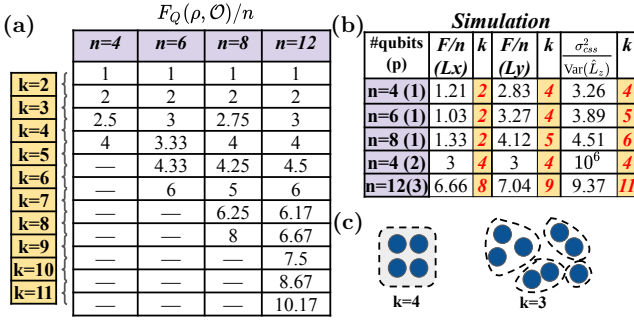 (a)
F_Q(ρ, O)/n
n=4 n=6 n=8 n=12
1 1 1 1
k=2
2 2 2 2
k=3
2.5 3 2.75 3
k=4
4 3.33 4 4
k=5
— 4.33 4.25 4.5
k=6
— 6 5 6
k=7
— — 6.25 6.17
k=8
— — 8 6.67
k=9
— — — 7.5
k=10
— — — 8.67
k=11
— — — 10.17
(b)
Simulation
#qubits (p) F/n (Lx) k F/n (Ly) k σ²_css / Var(L̂_z) k
n=4 (1) 1.21 2 2.83 4 3.26 4
n=6 (1) 1.03 2 3.27 4 3.89 5
n=8 (1) 1.33 2 4.12 5 4.51 6
n=4 (2) 3 4 3 4 10⁶ 4
n=12(3) 6.66 8 7.04 9 9.37 11
(c)
k=4 k=3